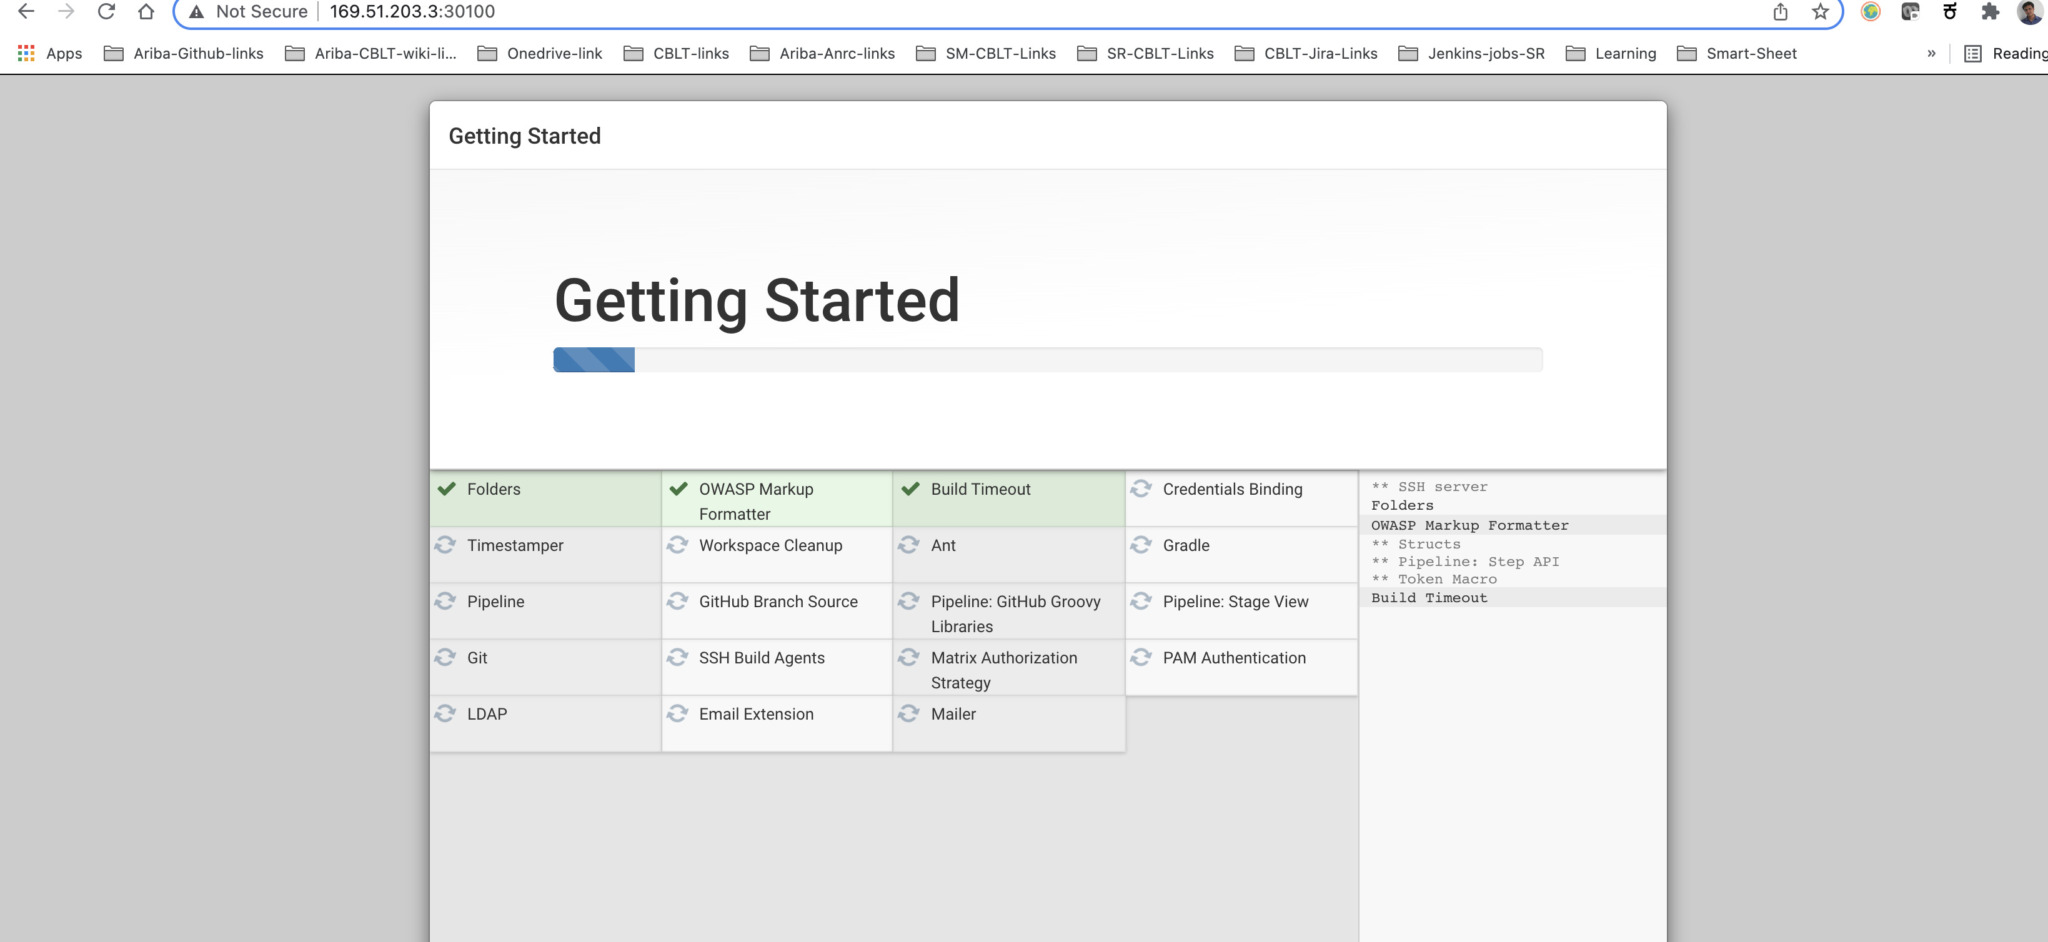 Not Secure | 169.51.203.3:30100
Apps Ariba-Github-links Ariba-CBLT-wiki-li... Onedrive-link CBLT-links Ariba-Anrc-links SM-CBLT-Links SR-CBLT-Links CBLT-Jira-Links Jenkins-jobs-SR Learning Smart-Sheet » Reading
Getting Started
Getting Started
Folders
OWASP Markup
Formatter
Build Timeout
Credentials Binding
Timestamper
Workspace Cleanup
Ant
Gradle
Pipeline
GitHub Branch Source
Pipeline: GitHub Groovy
Libraries
Pipeline: Stage View
Git
SSH Build Agents
Matrix Authorization
Strategy
PAM Authentication
LDAP
Email Extension
Mailer
** SSH server
Folders
OWASP Markup Formatter
** Structs
** Pipeline: Step API
** Token Macro
Build Timeout